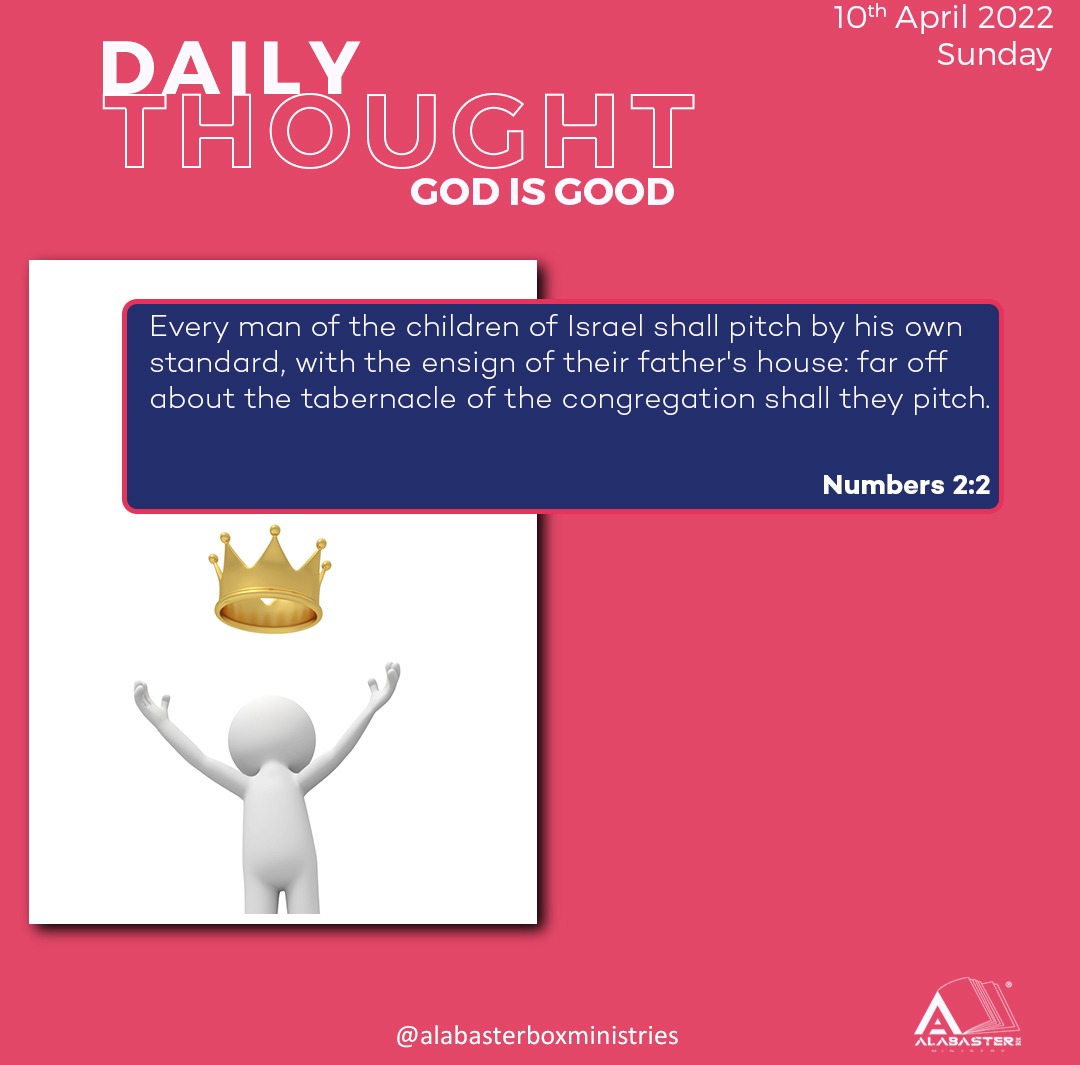 10th April 2022
Sunday
DAILY
THOUGHT
GOD IS GOOD
Every man of the children of Israel shall pitch by his own
standard, with the ensign of their father's house: far off
about the tabernacle of the congregation shall they pitch.
Numbers 2:2
@alabasterboxministries
ALABASTER BOX
MINISTRY